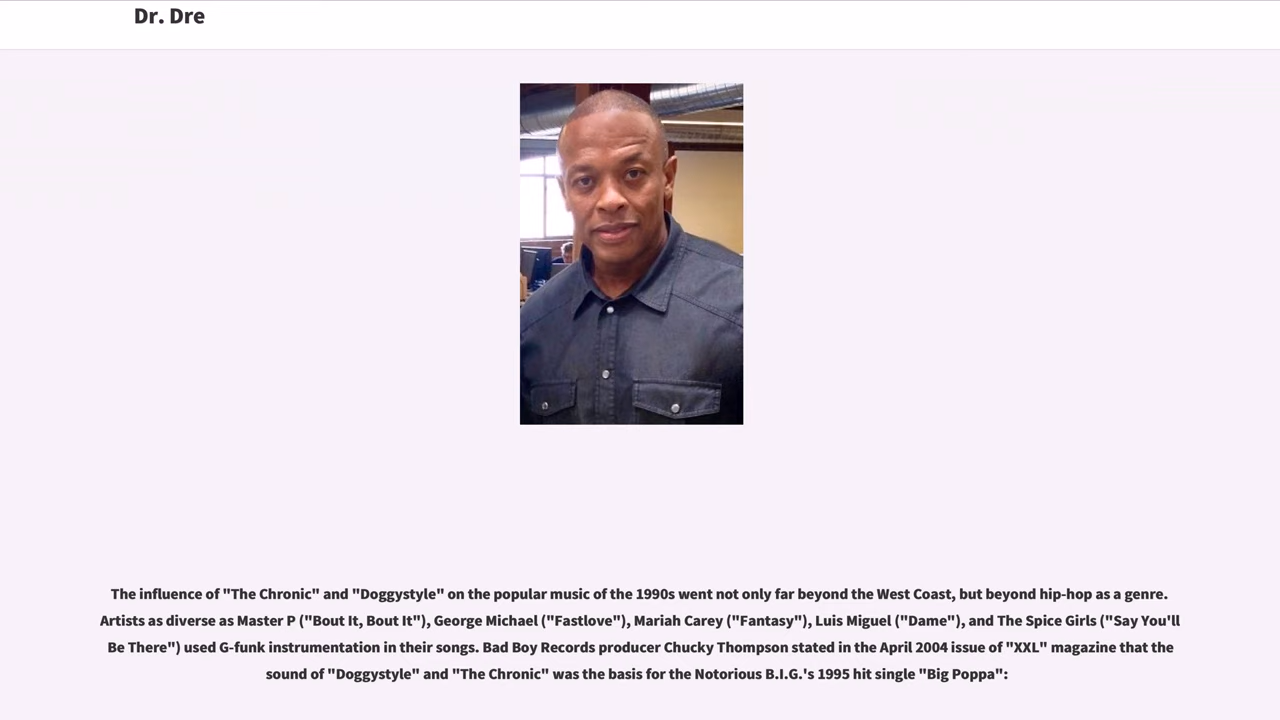 Dr. Dre
The influence of "The Chronic" and "Doggystyle" on the popular music of the 1990s went not only far beyond the West Coast, but beyond hip-hop as a genre.
Artists as diverse as Master P ("Bout It, Bout It"), George Michael ("Fastlove"), Mariah Carey ("Fantasy"), Luis Miguel ("Dame"), and The Spice Girls ("Say You'll
Be There") used G-funk instrumentation in their songs. Bad Boy Records producer Chucky Thompson stated in the April 2004 issue of "XXL" magazine that the
sound of "Doggystyle" and "The Chronic" was the basis for the Notorious B.I.G.'s 1995 hit single "Big Poppa":